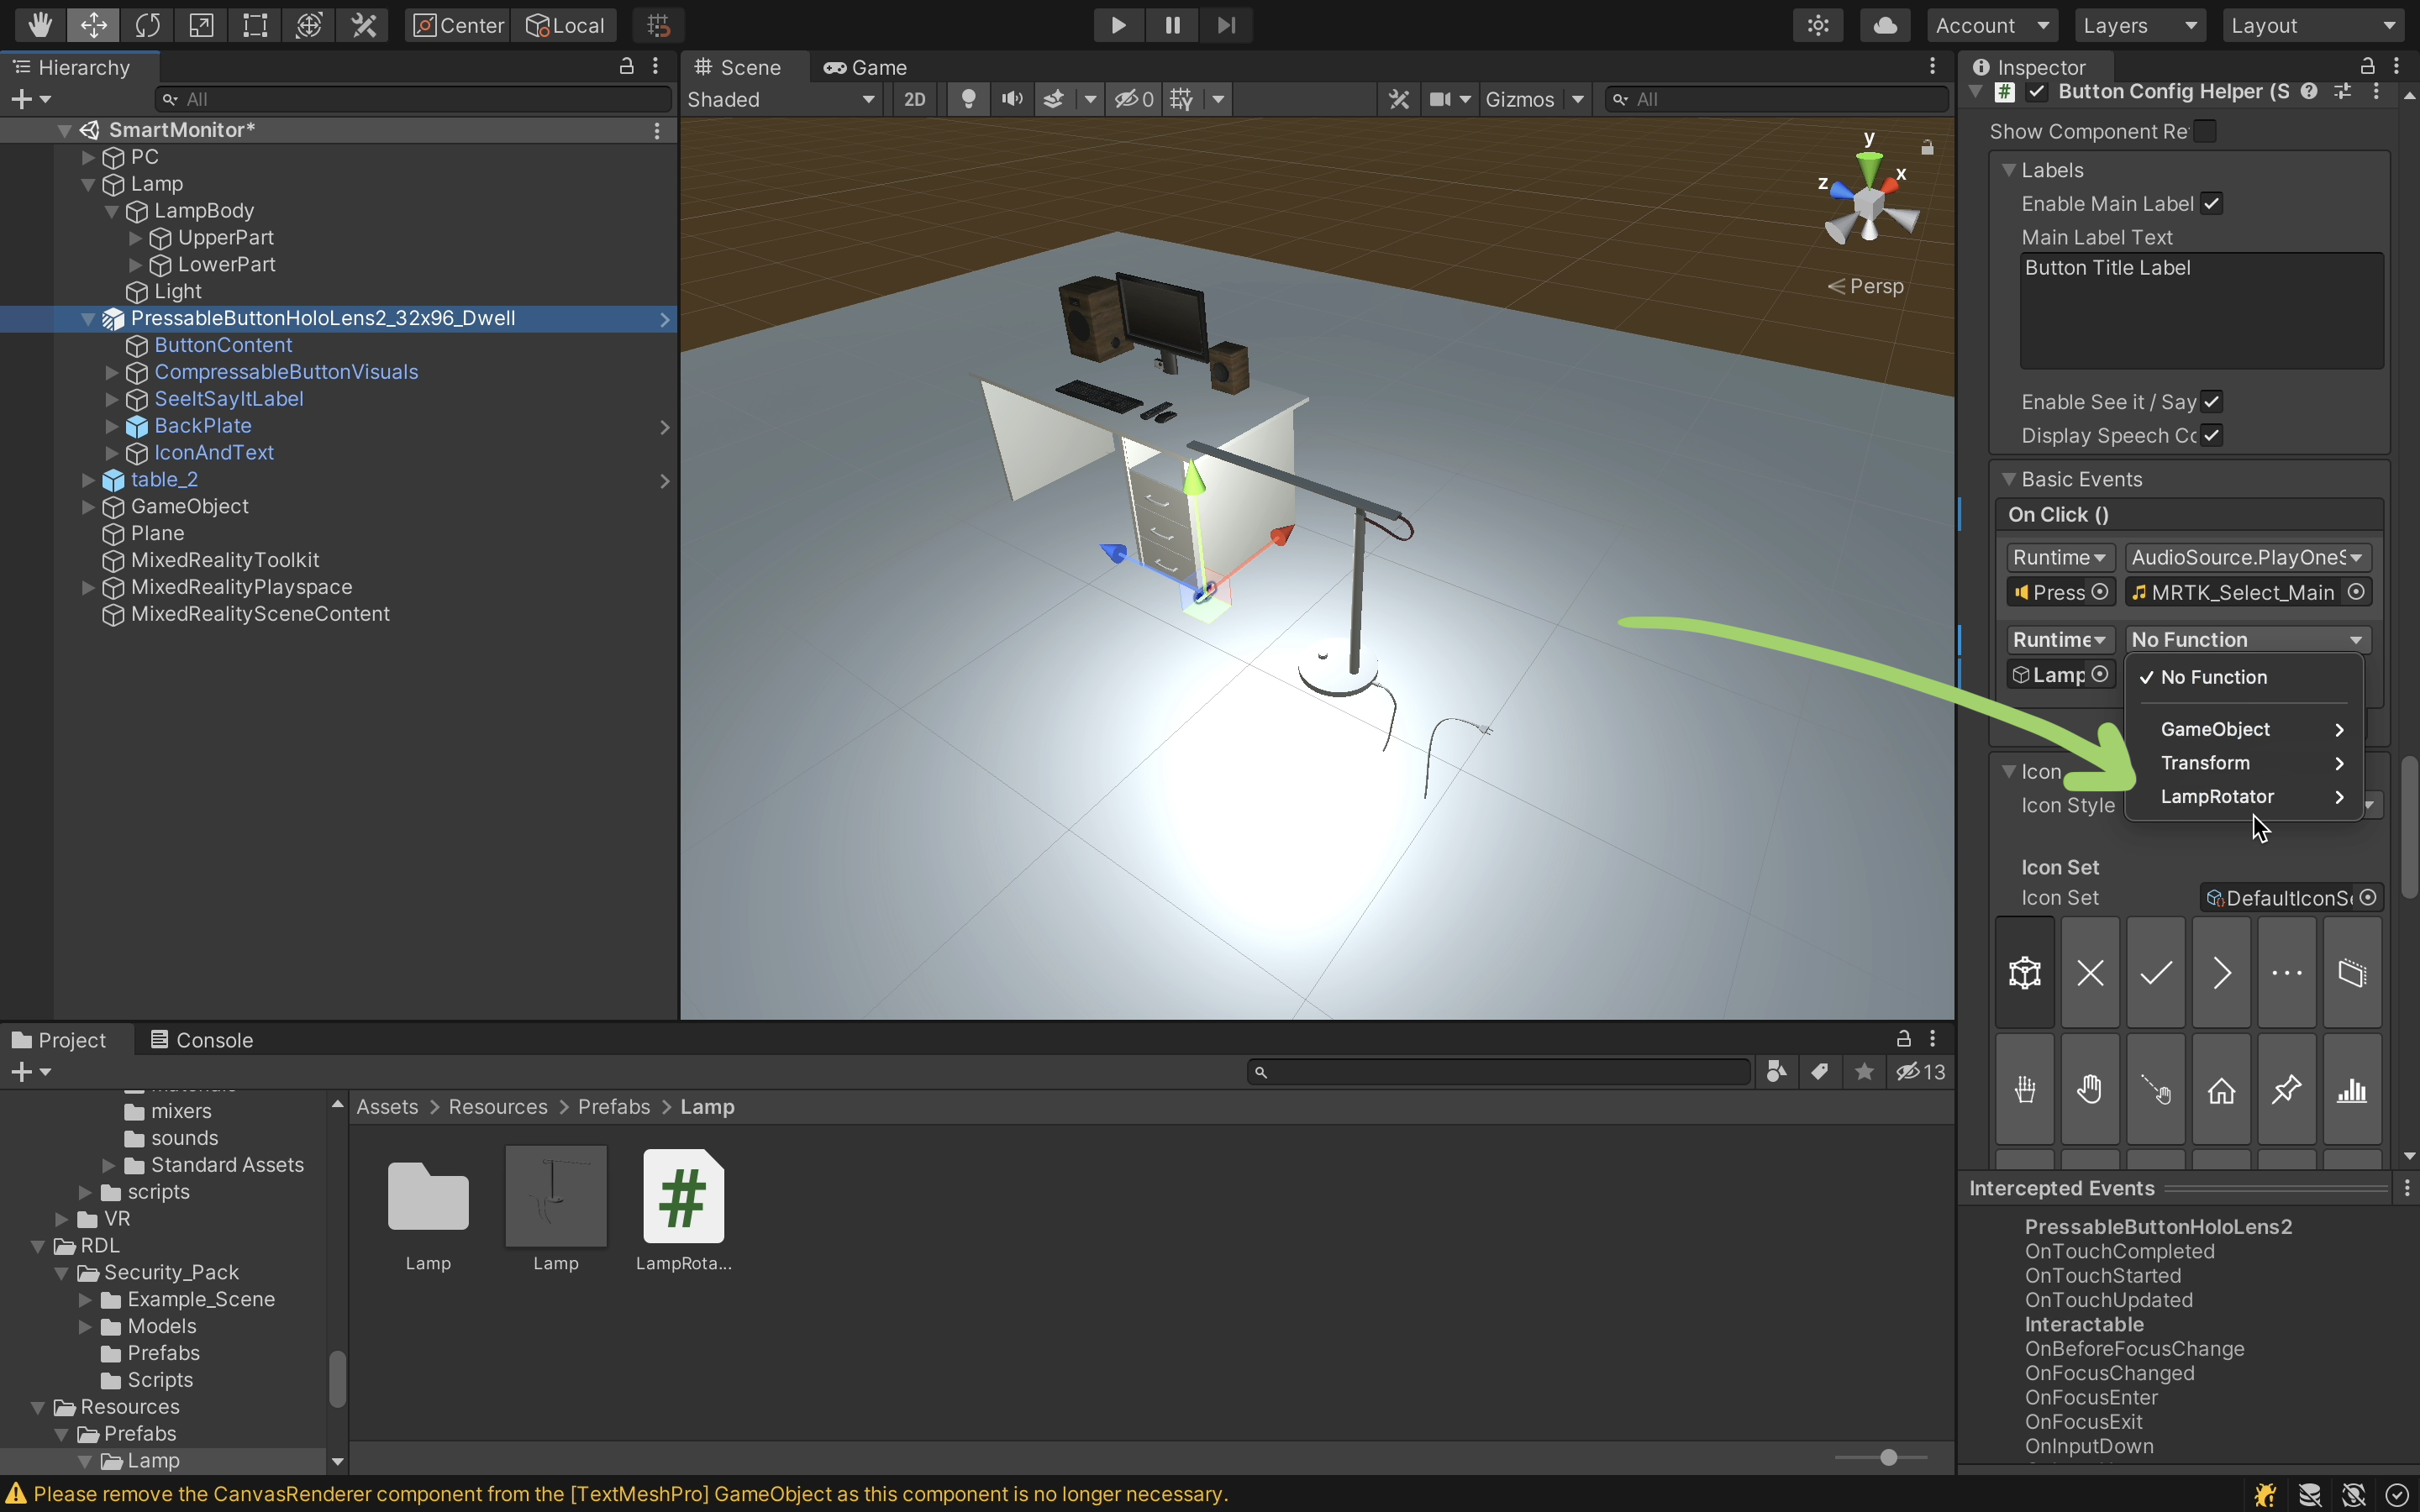 Center
Local
Account
Layers
Layout
Hierarchy
All
SmartMonitor*
PC
Lamp
LampBody
UpperPart
LowerPart
Light
PressableButtonHoloLens2_32x96_Dwell
ButtonContent
CompressableButtonVisuals
SeeItSayItLabel
BackPlate
IconAndText
table_2
GameObject
Plane
MixedRealityToolkit
MixedRealityPlayspace
MixedRealitySceneContent
Scene
Game
Shaded
2D
0
Gizmos
All
y
x
z
Persp
Inspector
Button Config Helper (S
Show Component Re
Labels
Enable Main Label
Main Label Text
Button Title Label
Enable See it / Say
Display Speech Cc
Basic Events
On Click ()
Runtime
AudioSource.PlayOneS
Press
MRTK_Select_Main
Runtime
No Function
Lamp
No Function
GameObject
Transform
LampRotator
Icon
Icon Style
Icon Set
Icon Set
DefaultIconSe
Intercepted Events
PressableButtonHoloLens2
OnTouchCompleted
OnTouchStarted
OnTouchUpdated
Interactable
OnBeforeFocusChange
OnFocusChanged
OnFocusEnter
OnFocusExit
OnInputDown
Project
Console
13
mixers
sounds
Standard Assets
scripts
VR
RDL
Security_Pack
Example_Scene
Models
Prefabs
Scripts
Resources
Prefabs
Lamp
Assets > Resources > Prefabs > Lamp
Lamp
Lamp
LampRota...
Please remove the CanvasRenderer component from the [TextMeshPro] GameObject as this component is no longer necessary.